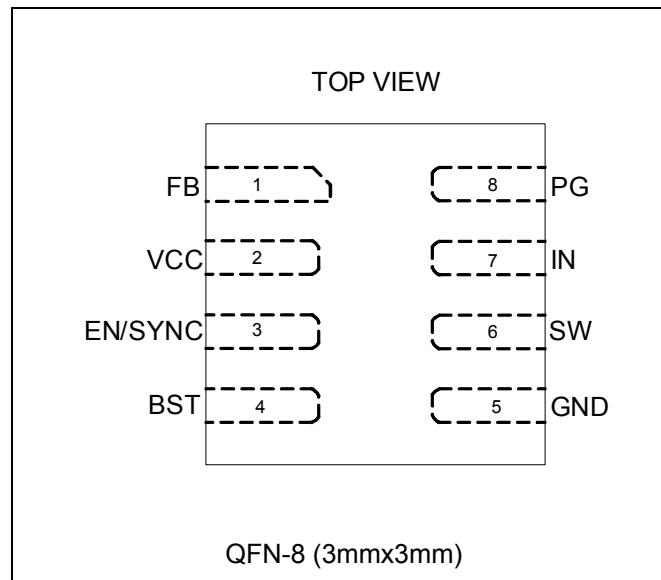 TOP VIEW
FB 1 8 PG
VCC 2 7 IN
EN/SYNC 3 6 SW
BST 4 5 GND
QFN-8 (3mmx3mm)